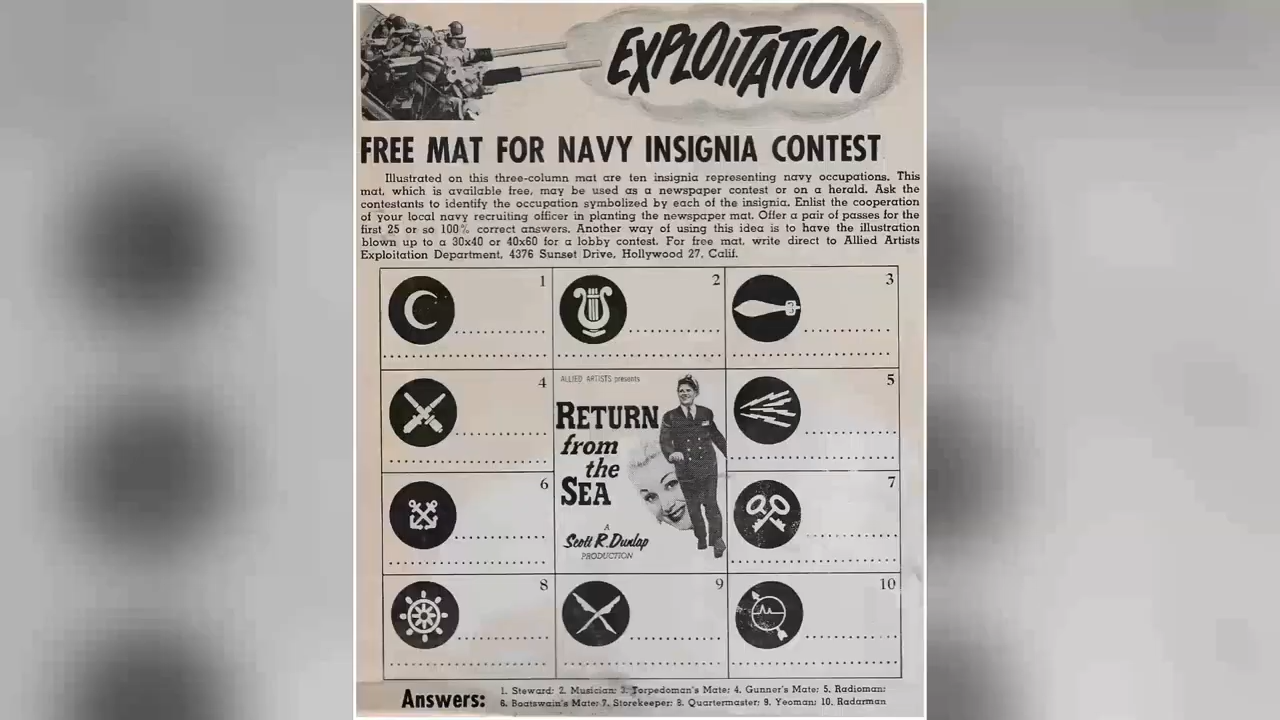 EXPLOITATION
FREE MAT FOR NAVY INSIGNIA CONTEST
Illustrated on this three-column mat are ten insignia representing navy occupations. This
mat, which is available free, may be used as a newspaper contest or on a herald. Ask the
contestants to identify the occupation symbolized by each of the insignia. Enlist the cooperation
of your local navy recruiting officer in planting the newspaper mat. Offer a pair of passes for the
first 25 or so 100% correct answers. Another way of using this idea is to have the illustration
blown up to a 30x40 or 40x60 for a lobby contest. For free mat, write direct to Allied Artists
Exploitation Department, 4376 Sunset Drive, Hollywood 27, Calif.
1
2
3
4
ALLIED ARTISTS presents
RETURN
from
the
SEA
A
Scott R. Dunlap
PRODUCTION
5
6
7
8
9
10
Answers:
1. Steward; 2. Musician; 3. Torpedoman's Mate; 4. Gunner's Mate; 5. Radioman;
6. Boatswain's Mate; 7. Storekeeper; 8. Quartermaster; 9. Yeoman; 10. Radarman